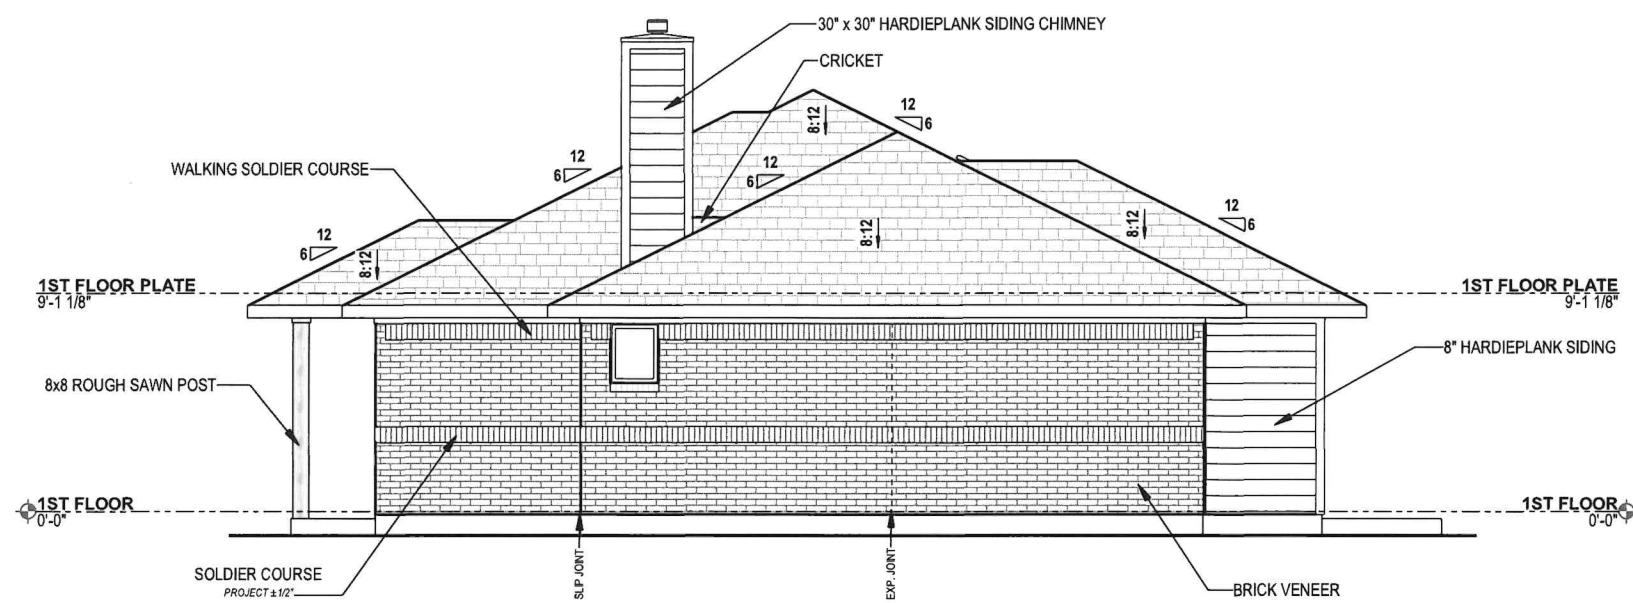 30" x 30" HARDIEPLANK SIDING CHIMNEY
CRICKET
8:12
12
6
WALKING SOLDIER COURSE
12
6
12
6
8:12
8:12
12
6
12
6
8:12
1ST FLOOR PLATE
9'-1 1/8"
1ST FLOOR PLATE
9'-1 1/8"
8" HARDIEPLANK SIDING
8x8 ROUGH SAWN POST
1ST FLOOR
0'-0"
1ST FLOOR
0'-0"
SLIP JOINT
EXP. JOINT
SOLDIER COURSE
PROJECT ± 1/2"
BRICK VENEER